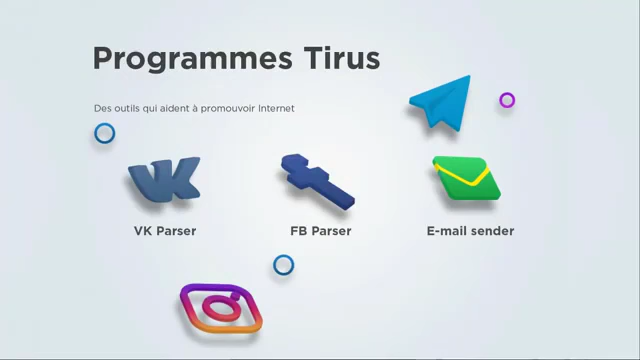 Programmes Tirus
Des outils qui aident à promouvoir Internet
VK Parser
FB Parser
E-mail sender